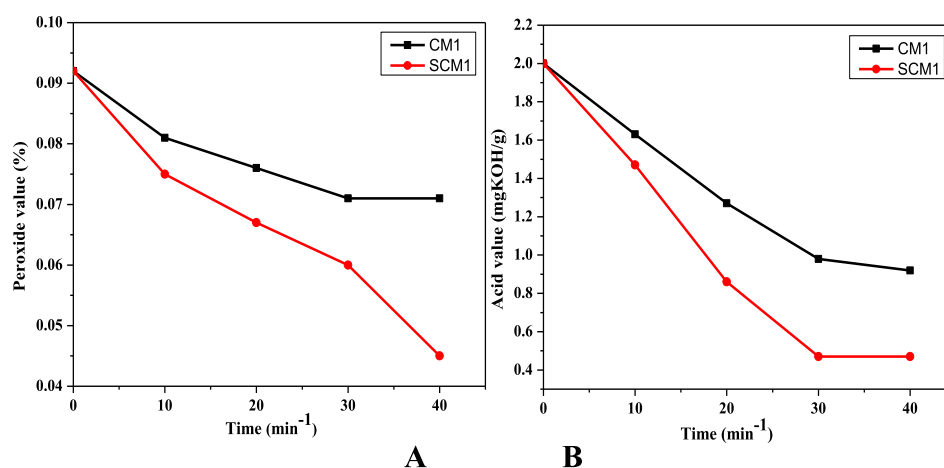 0.10
0.09
0.08
0.07
0.06
0.05
0.04
Peroxide value (%)
0
10
20
30
40
Time (min-1)
CM1
SCM1
A
2.0
1.8
1.6
1.4
1.2
1.0
0.8
0.6
0.4
Acid value (mgKOH/g)
0
10
20
30
40
Time (min-1)
CM1
SCM1
B